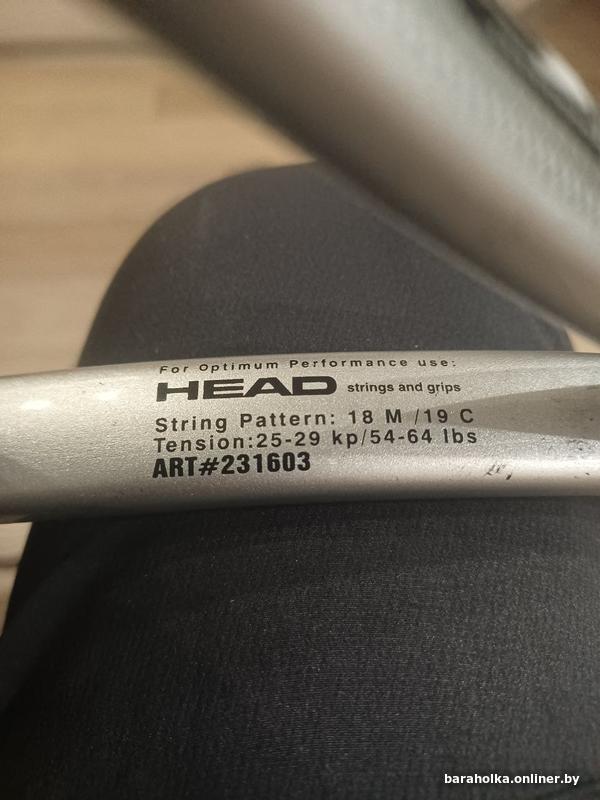 For Optimum Performance use:
HEAD strings and grips
String Pattern: 18 M /19 C
Tension:25-29 kp/54-64 lbs
ART#231603
baraholka.onliner.by